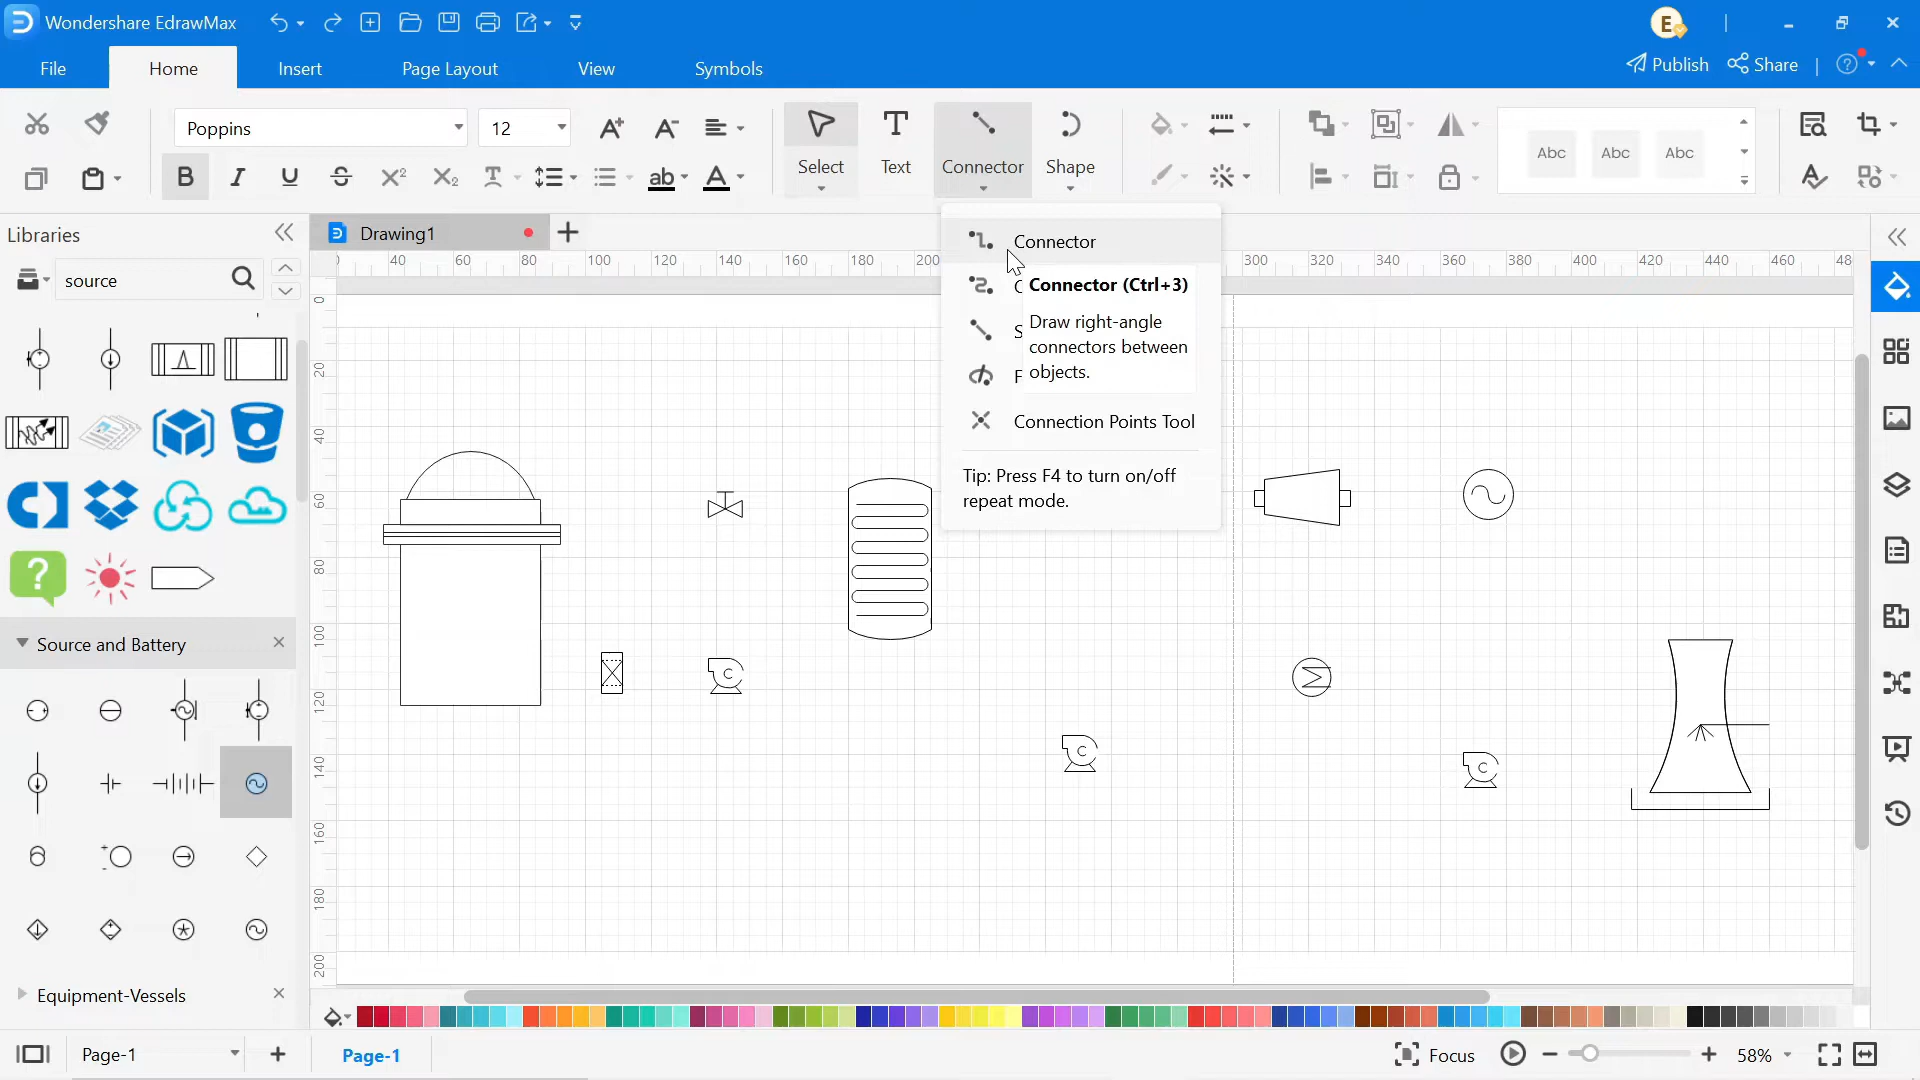 Wondershare EdrawMax
E
File
Home
Insert
Page Layout
View
Symbols
Publish
Share
Poppins
12
Select
Text
Connector
Shape
Abc
Abc
Abc
Libraries
Drawing1
source
40 60 80 100 120 140 160 180 200 300 320 340 360 380 400 420 440 460 48
Connector
Connector (Ctrl+3)
Draw right-angle
connectors between
objects.
Connection Points Tool
Tip: Press F4 to turn on/off
repeat mode.
0
20
40
60
80
100
120
140
160
180
200
C
C
C
Source and Battery
Equipment-Vessels
Page-1
Page-1
Focus
58%